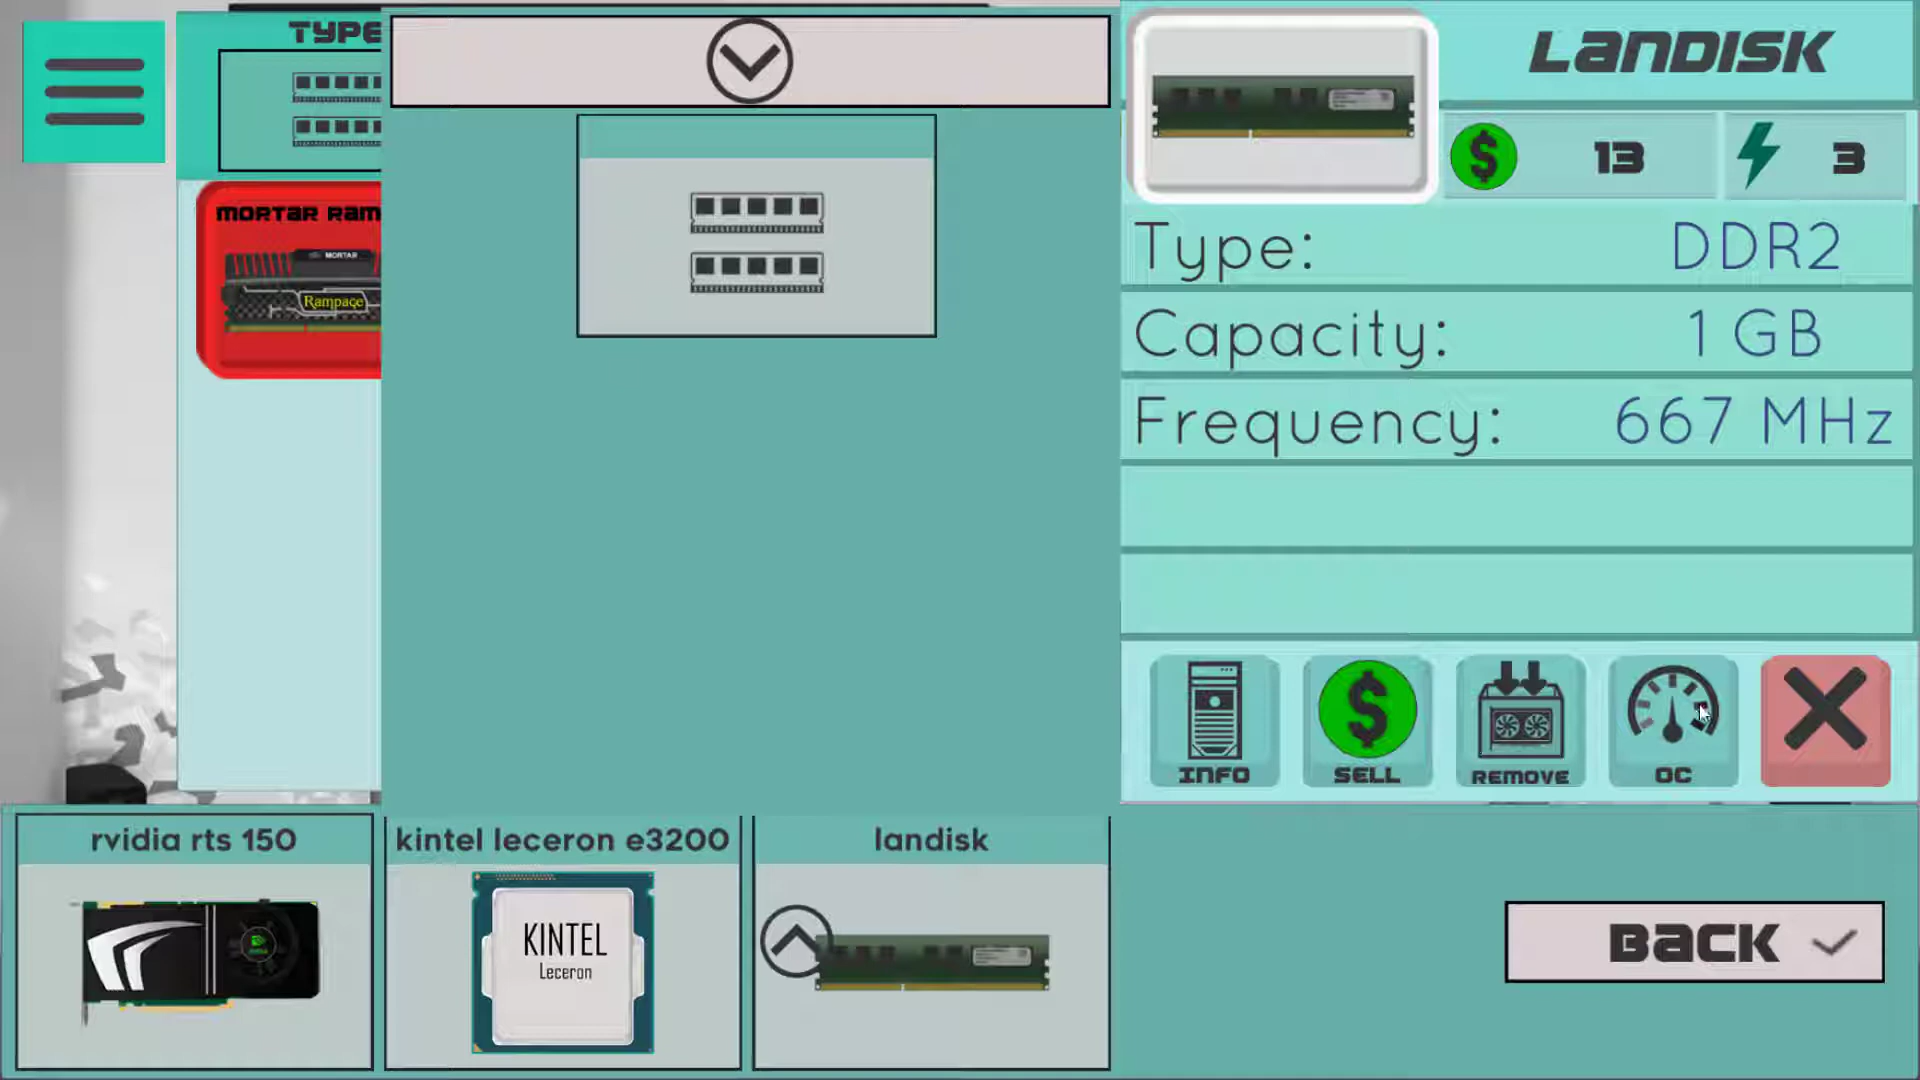 TYPE
MORTAR RAM
MORTAR
Rampage
LANDISK
13
3
Type: DDR2
Capacity: 1 GB
Frequency: 667 MHz
INFO
SELL
REMOVE
OC
rvidia rts 150
kintel leceron e3200
landisk
KINTEL
Leceron
BACK